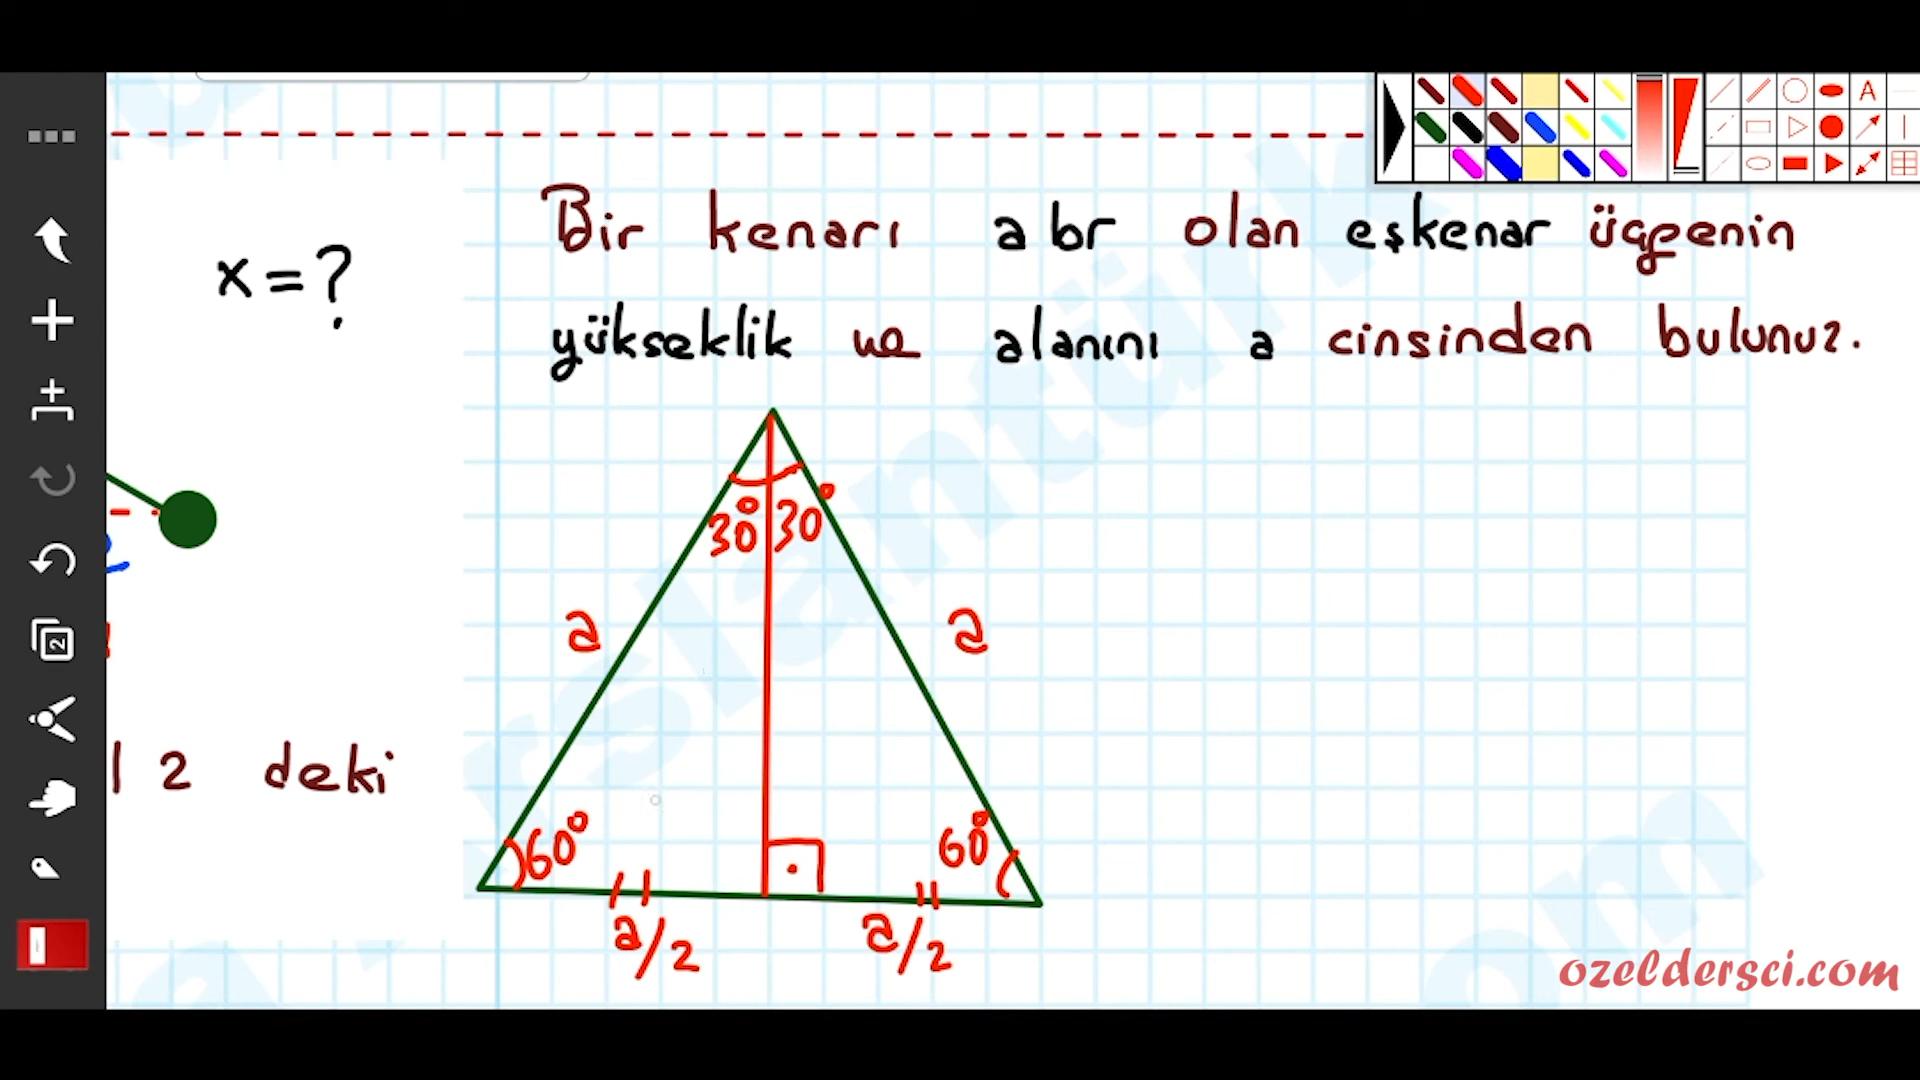 x = ?
Bir kenarı a br olan eşkenar üçgenin
yükseklik ve alanını a cinsinden bulunuz.
30° 30°
a a
2 deki
60° 60°
a/2 a/2
ozeldersci.com